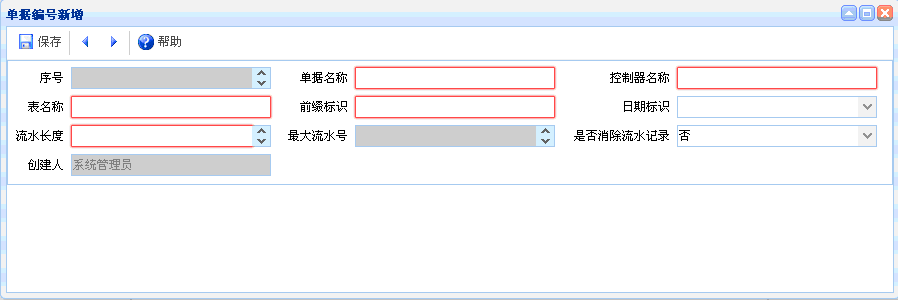 单据编号新增
保存 帮助
序号 单据名称 控制器名称
表名称 前缀标识 日期标识
流水长度 最大流水号 是否消除流水记录 否
创建人 系统管理员